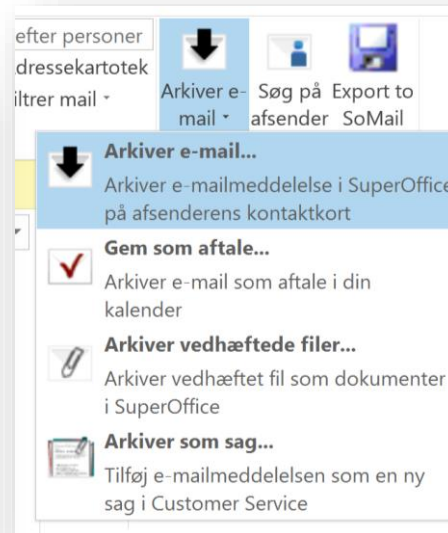 efter personer
dressekartotek
iltrer mail
Arkiver e-
mail
Søg på
afsender
Export to
SoMail
Arkiver e-mail...
Arkiver e-mailmeddelelse i SuperOffice
på afsenderens kontaktkort
Gem som aftale...
Arkiver e-mail som aftale i din
kalender
Arkiver vedhæftede filer...
Arkiver vedhæftet fil som dokumenter
i SuperOffice
Arkiver som sag...
Tilføj e-mailmeddelelsen som en ny
sag i Customer Service